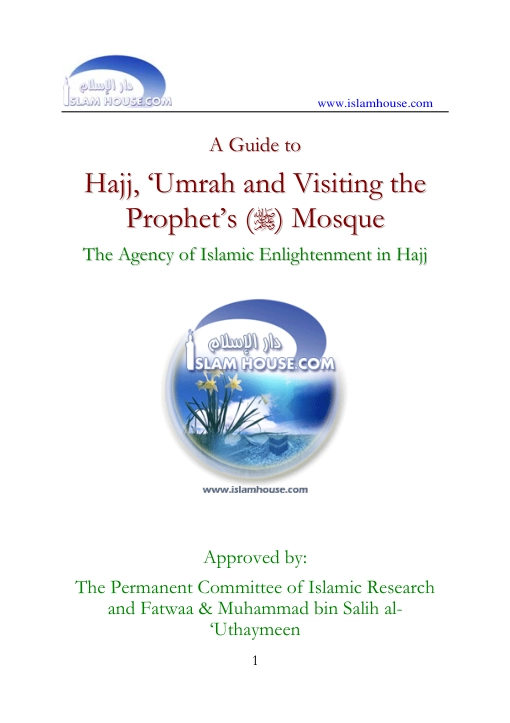 دار الإسلام
ISLAM HOUSE.COM
www.islamhouse.com
A Guide to
Hajj, ‘Umrah and Visiting the
Prophet’s (ﷺ) Mosque
The Agency of Islamic Enlightenment in Hajj
دار الإسلام
ISLAM HOUSE.COM
www.islamhouse.com
Approved by:
The Permanent Committee of Islamic Research
and Fatwaa & Muhammad bin Salih al-
‘Uthaymeen
1